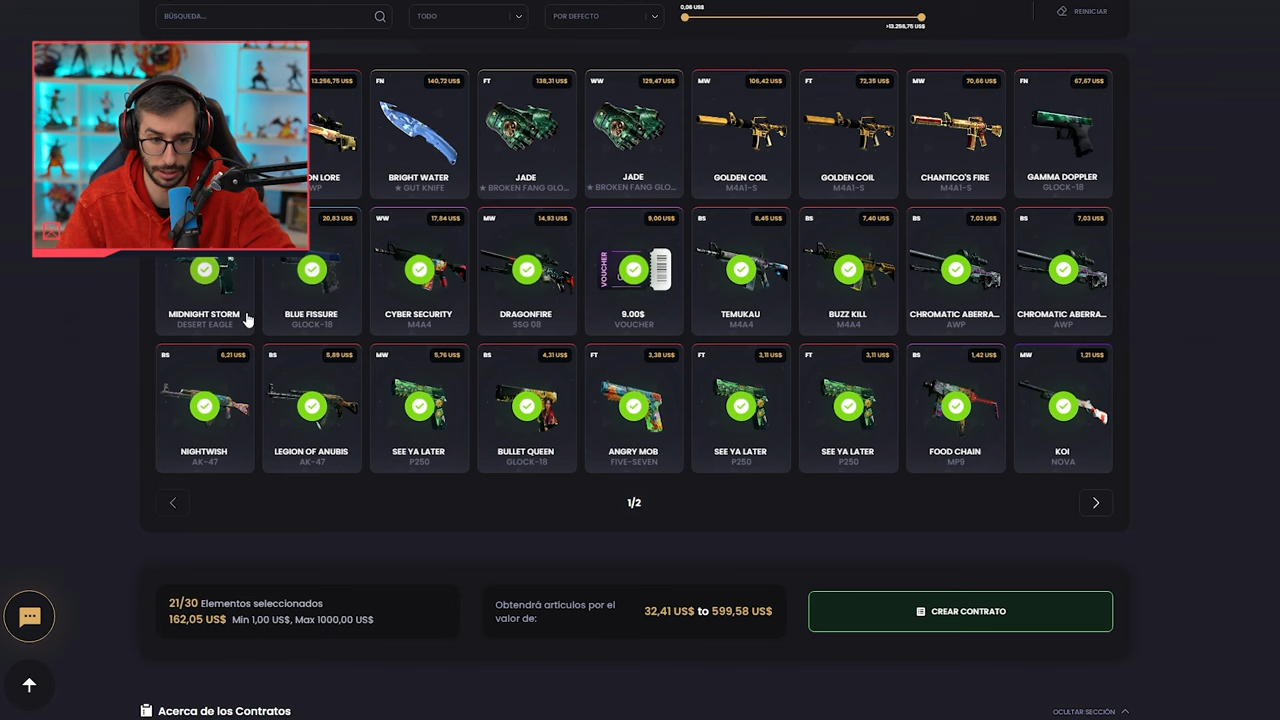 BÚSQUEDA...
TODO
POR DEFECTO
0,06 US$
>13.256,75 US$
REINICIAR
13.256,75 US$
FN 140,72 US$
FT 138,31 US$
WW 129,47 US$
MW 106,42 US$
FT 72,35 US$
MW 70,66 US$
FN 67,67 US$
ON LORE
WP
BRIGHT WATER
★ GUT KNIFE
JADE
★ BROKEN FANG GLO...
JADE
★ BROKEN FANG GLO...
GOLDEN COIL
M4A1-S
GOLDEN COIL
M4A1-S
CHANTICO'S FIRE
M4A1-S
GAMMA DOPPLER
GLOCK-18
20,83 US$
WW 17,84 US$
MW 14,93 US$
9,00 US$
BS 8,45 US$
BS 7,40 US$
BS 7,03 US$
BS 7,03 US$
VOUCHER
MIDNIGHT STORM
DESERT EAGLE
BLUE FISSURE
GLOCK-18
CYBER SECURITY
M4A4
DRAGONFIRE
SSG 08
9.00$
VOUCHER
TEMUKAU
M4A4
BUZZ KILL
M4A4
CHROMATIC ABERRA...
AWP
CHROMATIC ABERRA...
AWP
BS 6,21 US$
BS 5,89 US$
MW 5,76 US$
BS 4,31 US$
FT 3,38 US$
FT 3,11 US$
FT 3,11 US$
BS 1,42 US$
MW 1,21 US$
NIGHTWISH
AK-47
LEGION OF ANUBIS
AK-47
SEE YA LATER
P250
BULLET QUEEN
GLOCK-18
ANGRY MOB
FIVE-SEVEN
SEE YA LATER
P250
SEE YA LATER
P250
FOOD CHAIN
MP9
KOI
NOVA
1/2
21/30 Elementos seleccionados
162,05 US$ Min 1,00 US$, Max 1000,00 US$
Obtendrá artículos por el
valor de:
32,41 US$ to 599,58 US$
CREAR CONTRATO
Acerca de los Contratos
OCULTAR SECCIÓN